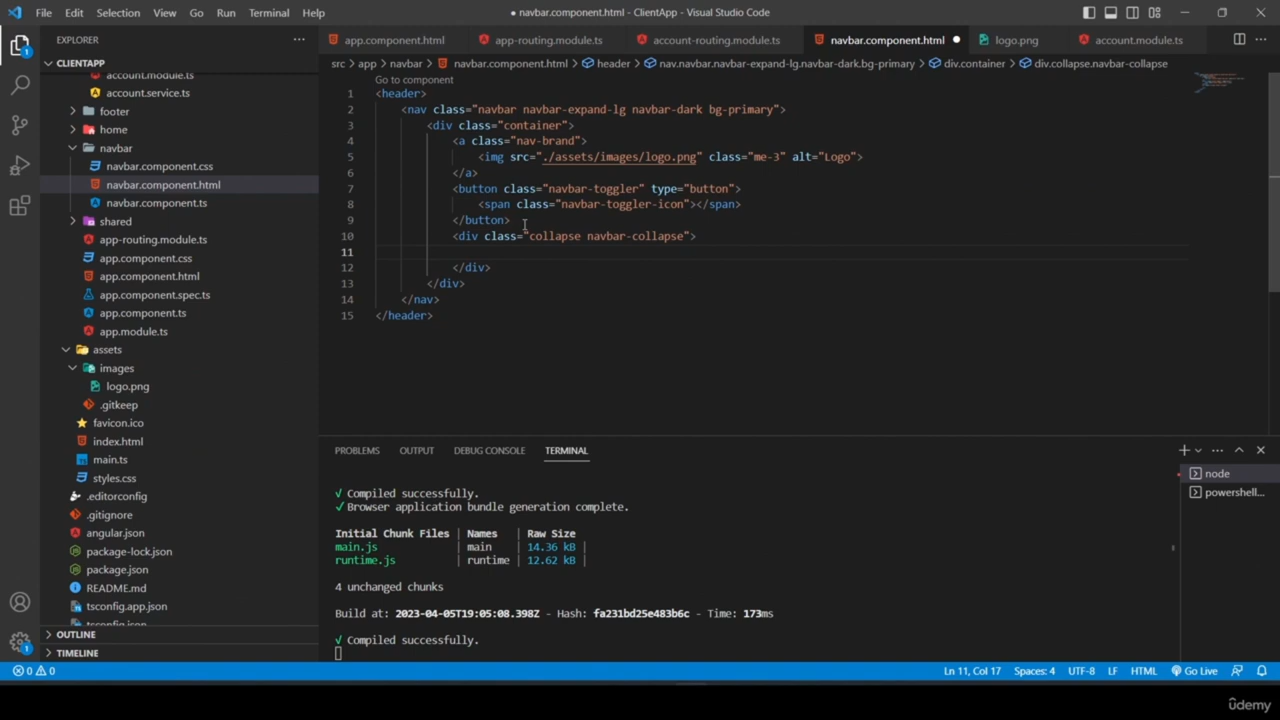 File Edit Selection View Go Run Terminal Help
● navbar.component.html - ClientApp - Visual Studio Code
EXPLORER
app.component.html
app-routing.module.ts
account-routing.module.ts
navbar.component.html
logo.png
account.module.ts
CLIENTAPP
src > app > navbar > navbar.component.html > header > nav.navbar.navbar-expand-lg.navbar-dark.bg-primary > div.container > div.collapse.navbar-collapse
account.module.ts
account.service.ts
footer
home
navbar
navbar.component.css
navbar.component.html
navbar.component.ts
shared
app-routing.module.ts
app.component.css
app.component.html
app.component.spec.ts
app.component.ts
app.module.ts
assets
images
logo.png
.gitkeep
favicon.ico
index.html
main.ts
styles.css
.editorconfig
.gitignore
angular.json
package-lock.json
package.json
README.md
tsconfig.app.json
tsconfig.json
OUTLINE
TIMELINE
Go to component
1 <header>
2 <nav class="navbar navbar-expand-lg navbar-dark bg-primary">
3 <div class="container">
4 <a class="nav-brand">
5 <img src="./assets/images/logo.png" class="me-3" alt="Logo">
6 </a>
7 <button class="navbar-toggler" type="button">
8 <span class="navbar-toggler-icon"></span>
9 </button>
10 <div class="collapse navbar-collapse">
11
12 </div>
13 </div>
14 </nav>
15 </header>
PROBLEMS OUTPUT DEBUG CONSOLE TERMINAL
node
powershell...
√ Compiled successfully.
√ Browser application bundle generation complete.
Initial Chunk Files | Names | Raw Size
main.js | main | 14.36 kB |
runtime.js | runtime | 12.62 kB |
4 unchanged chunks
Build at: 2023-04-05T19:05:08.398Z - Hash: fa231bd25e483b6c - Time: 173ms
√ Compiled successfully.
0 0
Ln 11, Col 17 Spaces: 4 UTF-8 LF HTML Go Live
ûdemy